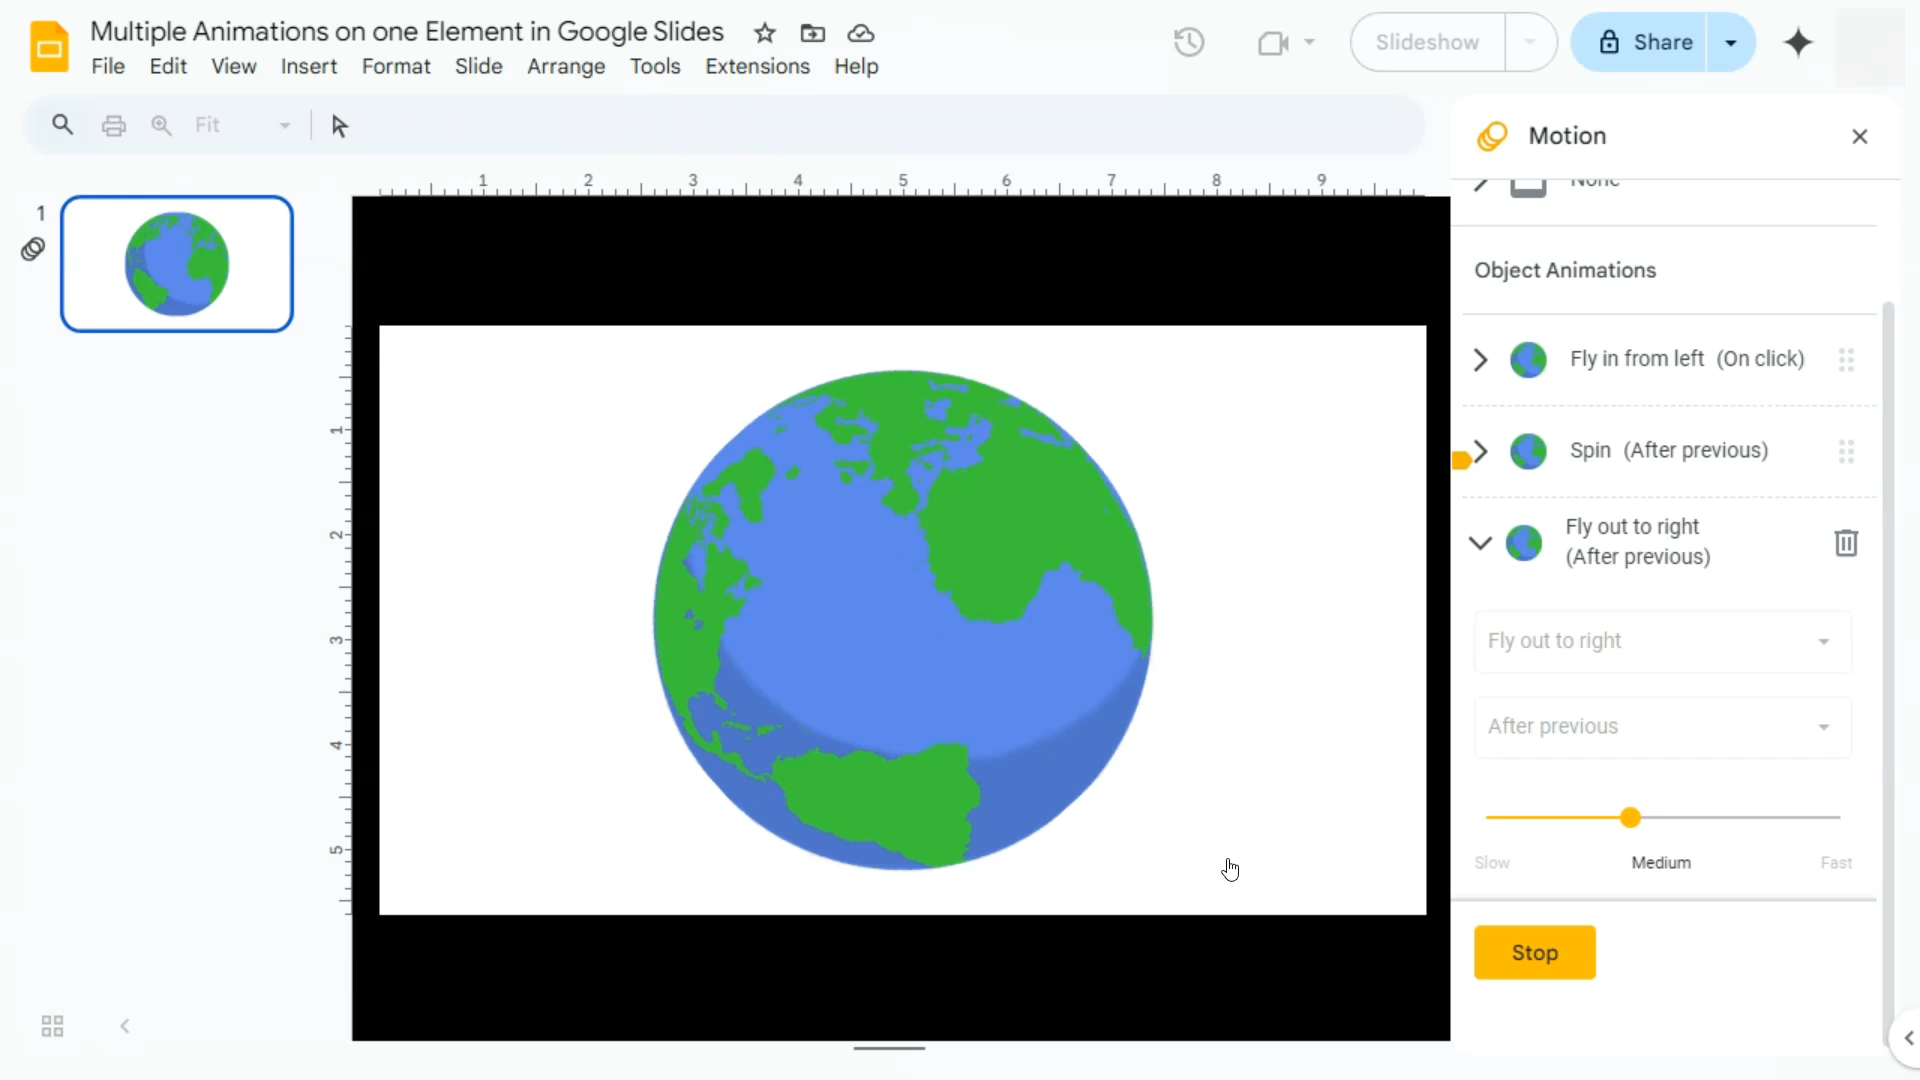 Multiple Animations on one Element in Google Slides
File Edit View Insert Format Slide Arrange Tools Extensions Help
Slideshow
Share
Fit
Motion
None
1 2 3 4 5 6 7 8 9
1
Object Animations
Fly in from left (On click)
1
Spin (After previous)
2
Fly out to right
(After previous)
3
Fly out to right
4
After previous
5
Slow Medium Fast
Stop